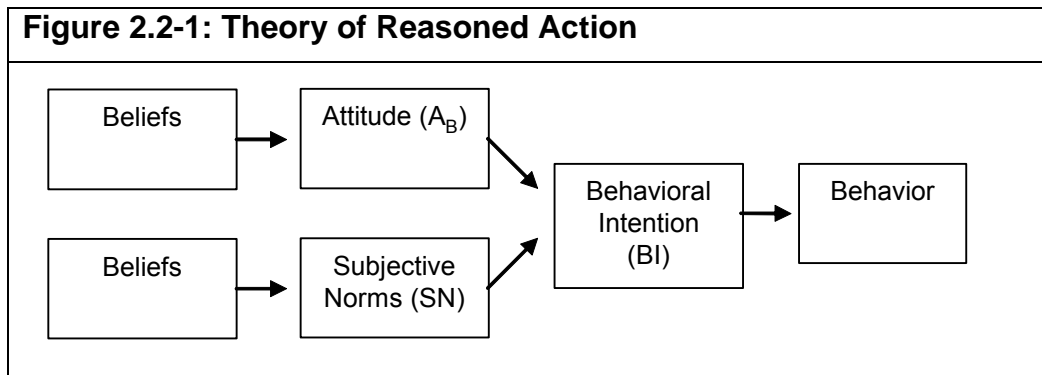 Figure 2.2-1: Theory of Reasoned Action
Beliefs
Attitude (A_B)
Beliefs
Subjective
Norms (SN)
Behavioral
Intention
(BI)
Behavior